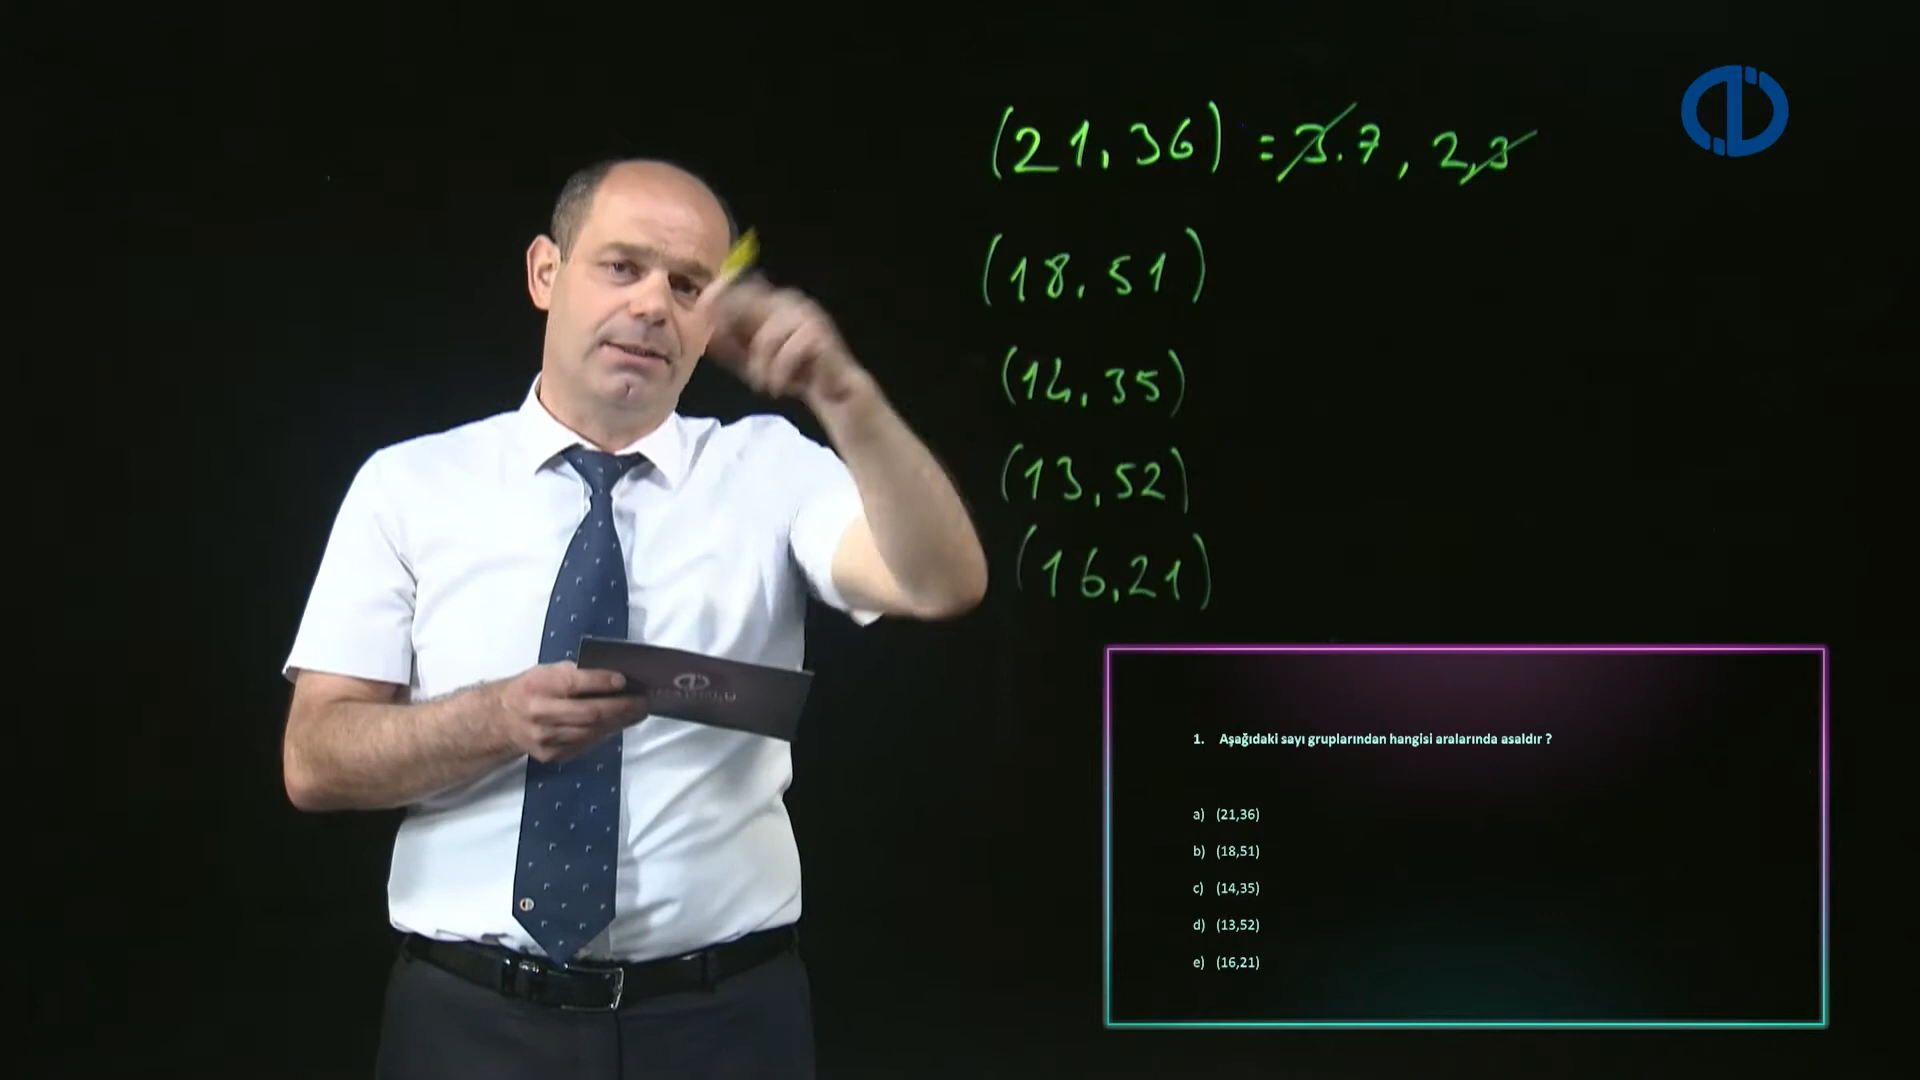 (21, 36) = 3.7, 2,3
(18, 51)
(14, 35)
(13, 52)
(16, 21)
1. Aşağıdaki sayı gruplarından hangisi aralarında asaldır ?
a) (21,36)
b) (18,51)
c) (14,35)
d) (13,52)
e) (16,21)